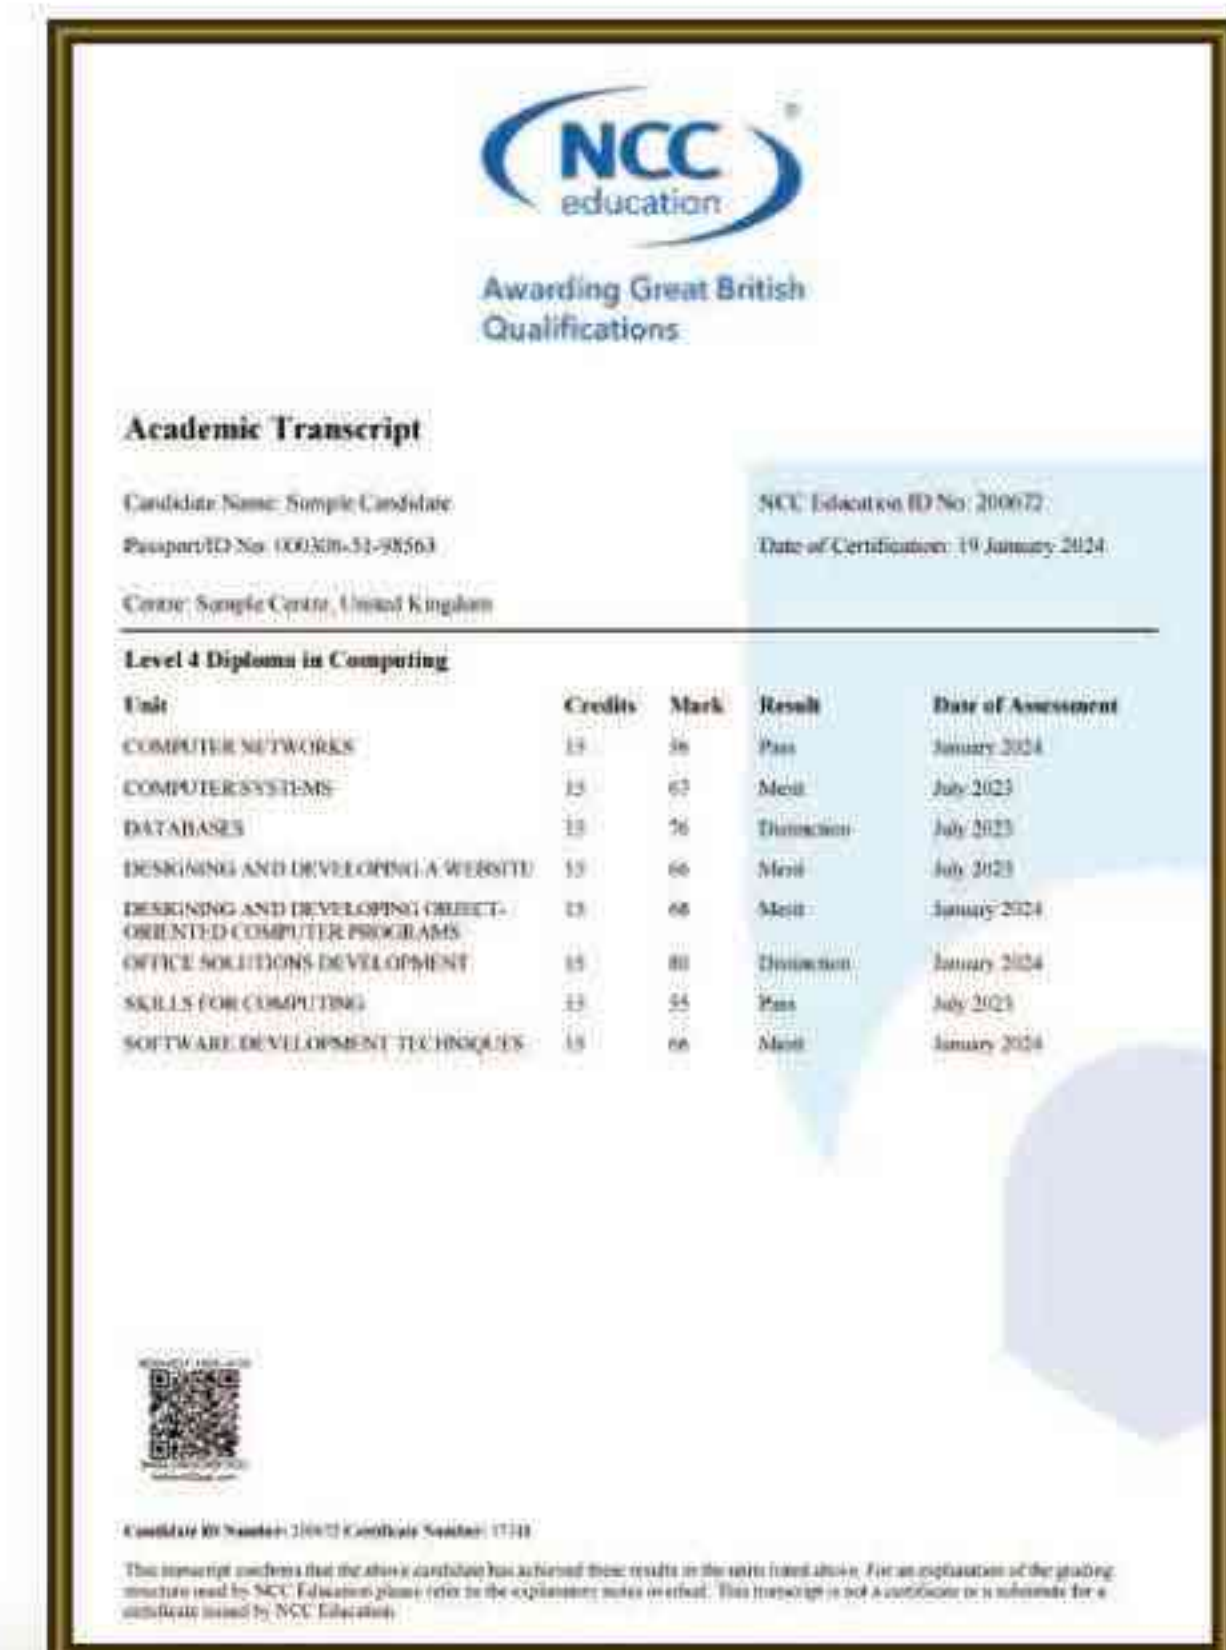 NCC
education
®
Awarding Great British
Qualifications
Academic Transcript
Candidate Name: Sample Candidate
NCC Education ID No: 200672
Passport/ID No: 000306-51-98563
Date of Certification: 19 January 2024
Centre: Sample Centre, United Kingdom
Level 4 Diploma in Computing
Unit Credits Mark Result Date of Assessment
COMPUTER NETWORKS 15 56 Pass January 2024
COMPUTER SYSTEMS 15 67 Merit July 2023
DATABASES 15 76 Distinction July 2023
DESIGNING AND DEVELOPING A WEBSITE 15 66 Merit July 2023
DESIGNING AND DEVELOPING OBJECT- 15 68 Merit January 2024
ORIENTED COMPUTER PROGRAMS
OFFICE SOLUTIONS DEVELOPMENT 15 80 Distinction January 2024
SKILLS FOR COMPUTING 15 55 Pass July 2023
SOFTWARE DEVELOPMENT TECHNIQUES 15 66 Merit January 2024
Candidate ID Number: 200672 Certificate Number:
This transcript confirms that the above candidate has achieved these results in the units listed above. For an explanation of the grading
structure used by NCC Education please refer to the explanatory notes overleaf. This transcript is not a certificate or a substitute for a
certificate issued by NCC Education.